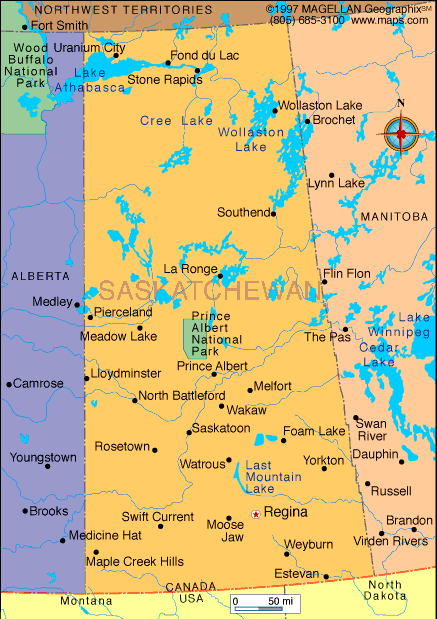 NORTHWEST TERRITORIES
©1997 MAGELLAN Geographix℠
(805) 685-3100 www.maps.com
Fort Smith
Wood
Buffalo
National
Park
Uranium City
Fond du Lac
Lake
Athabasca
Stone Rapids
Wollaston Lake
Cree Lake
Brochet
Wollaston
Lake
N
Lynn Lake
Southend
MANITOBA
ALBERTA
La Ronge
Flin Flon
SASKATCHEWAN
Medley
Pierceland
Meadow Lake
Prince
Albert
National
Park
The Pas
Lake
Winnipeg
Cedar
Lake
Prince Albert
Lloydminster
Camrose
Melfort
North Battleford
Wakaw
Swan
River
Saskatoon
Foam Lake
Rosetown
Watrous
Last
Mountain
Lake
Yorkton
Dauphin
Youngstown
Russell
Brooks
Swift Current
Moose
Jaw
Regina
Brandon
Virden Rivers
Medicine Hat
Maple Creek Hills
Weyburn
Estevan
CANADA
USA
Montana
North
Dakota
0 50 mi